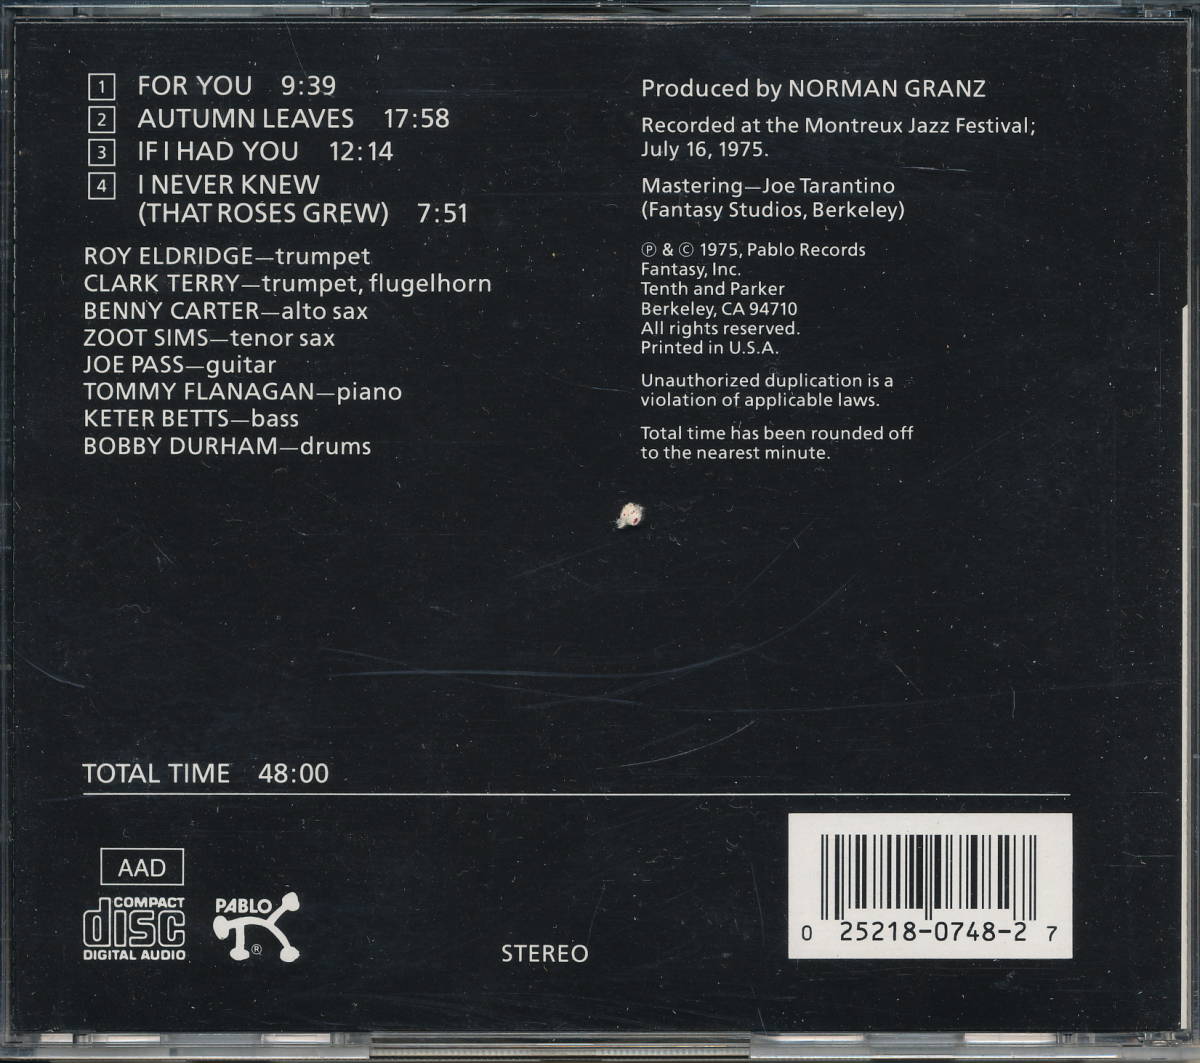 1 FOR YOU 9:39
2 AUTUMN LEAVES 17:58
3 IF I HAD YOU 12:14
4 I NEVER KNEW
(THAT ROSES GREW) 7:51
ROY ELDRIDGE—trumpet
CLARK TERRY—trumpet, flugelhorn
BENNY CARTER—alto sax
ZOOT SIMS—tenor sax
JOE PASS—guitar
TOMMY FLANAGAN—piano
KETER BETTS—bass
BOBBY DURHAM—drums
Produced by NORMAN GRANZ
Recorded at the Montreux Jazz Festival;
July 16, 1975.
Mastering—Joe Tarantino
(Fantasy Studios, Berkeley)
℗ & © 1975, Pablo Records
Fantasy, Inc.
Tenth and Parker
Berkeley, CA 94710
All rights reserved.
Printed in U.S.A.
Unauthorized duplication is a
violation of applicable laws.
Total time has been rounded off
to the nearest minute.
TOTAL TIME 48:00
AAD
COMPACT
disc
DIGITAL AUDIO
PABLO
®
STEREO
0 25218-0748-2 7